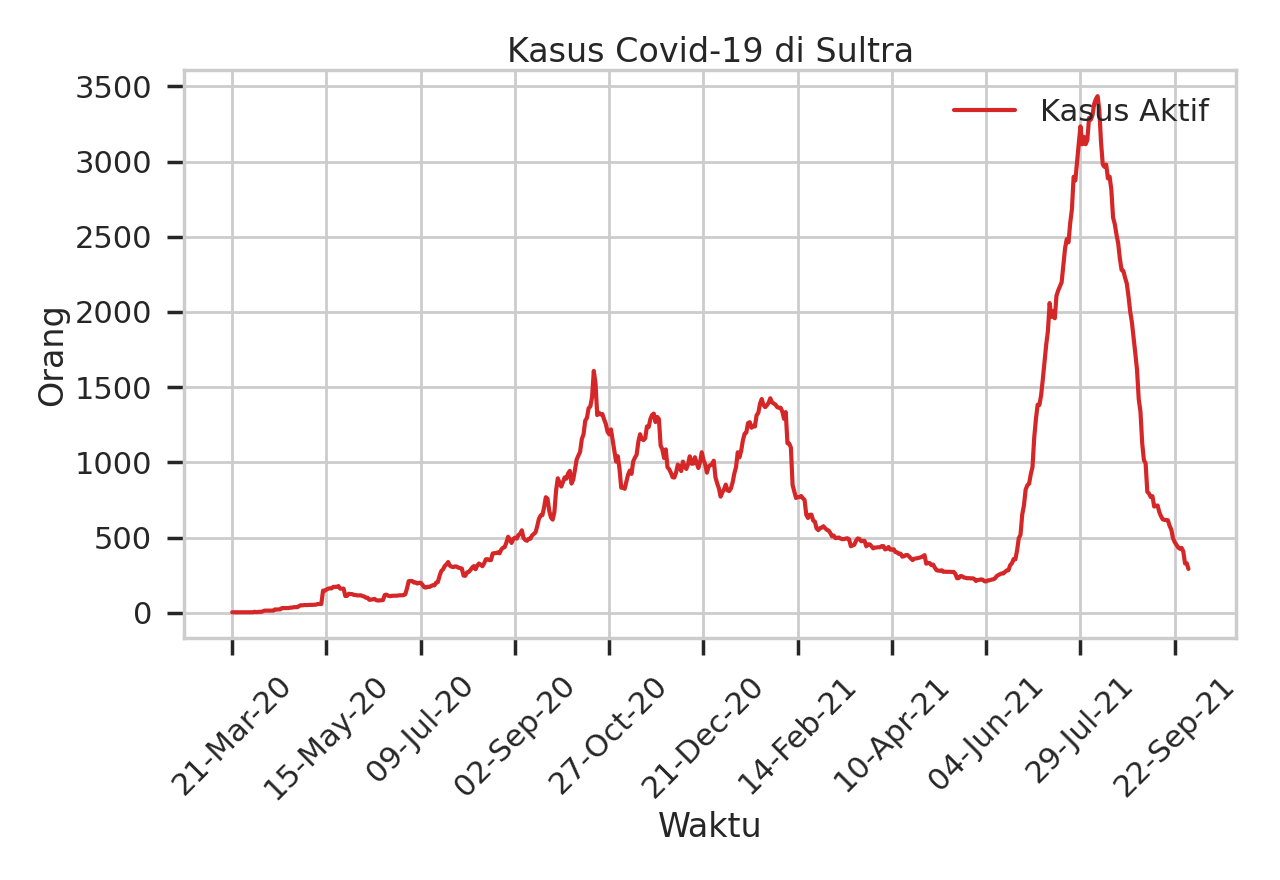 Kasus Covid-19 di Sultra
Kasus Aktif
3500
3000
2500
2000
1500
1000
500
0
Orang
21-Mar-20
15-May-20
09-Jul-20
02-Sep-20
27-Oct-20
21-Dec-20
14-Feb-21
10-Apr-21
04-Jun-21
29-Jul-21
22-Sep-21
Waktu